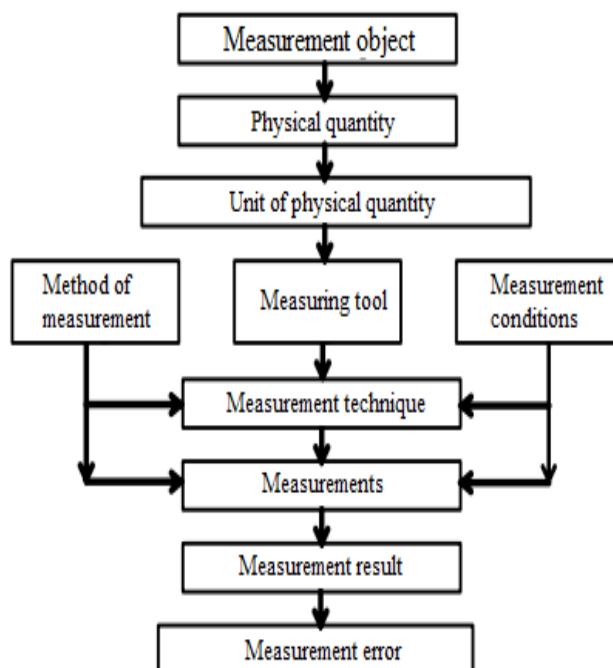 Measurement object
Physical quantity
Unit of physical quantity
Method of
measurement
Measuring tool
Measurement
conditions
Measurement technique
Measurements
Measurement result
Measurement error